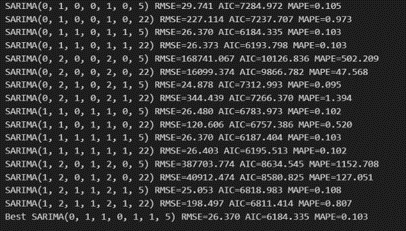 SARIMA(0, 1, 0, 0, 1, 0, 5) RMSE=29.741 AIC=7284.972 MAPE=0.105
SARIMA(0, 1, 0, 0, 1, 0, 22) RMSE=227.114 AIC=7237.707 MAPE=0.973
SARIMA(0, 1, 1, 0, 1, 1, 5) RMSE=26.370 AIC=6184.335 MAPE=0.103
SARIMA(0, 1, 1, 0, 1, 1, 22) RMSE=26.373 AIC=6193.798 MAPE=0.103
SARIMA(0, 2, 0, 0, 2, 0, 5) RMSE=168741.067 AIC=10126.836 MAPE=502.209
SARIMA(0, 2, 0, 0, 2, 0, 22) RMSE=16099.374 AIC=9866.782 MAPE=47.568
SARIMA(0, 2, 1, 0, 2, 1, 5) RMSE=24.878 AIC=7312.993 MAPE=0.095
SARIMA(0, 2, 1, 0, 2, 1, 22) RMSE=344.439 AIC=7266.370 MAPE=1.394
SARIMA(1, 1, 0, 1, 1, 0, 5) RMSE=26.480 AIC=6783.973 MAPE=0.102
SARIMA(1, 1, 0, 1, 1, 0, 22) RMSE=120.606 AIC=6757.386 MAPE=0.520
SARIMA(1, 1, 1, 1, 1, 1, 5) RMSE=26.370 AIC=6187.404 MAPE=0.103
SARIMA(1, 1, 1, 1, 1, 1, 22) RMSE=26.403 AIC=6195.513 MAPE=0.102
SARIMA(1, 2, 0, 1, 2, 0, 5) RMSE=387703.774 AIC=8634.545 MAPE=1152.708
SARIMA(1, 2, 0, 1, 2, 0, 22) RMSE=40912.474 AIC=8580.825 MAPE=127.051
SARIMA(1, 2, 1, 1, 2, 1, 5) RMSE=25.053 AIC=6818.983 MAPE=0.108
SARIMA(1, 2, 1, 1, 2, 1, 22) RMSE=198.497 AIC=6811.414 MAPE=0.807
Best SARIMA(0, 1, 1, 0, 1, 1, 5) RMSE=26.370 AIC=6184.335 MAPE=0.103